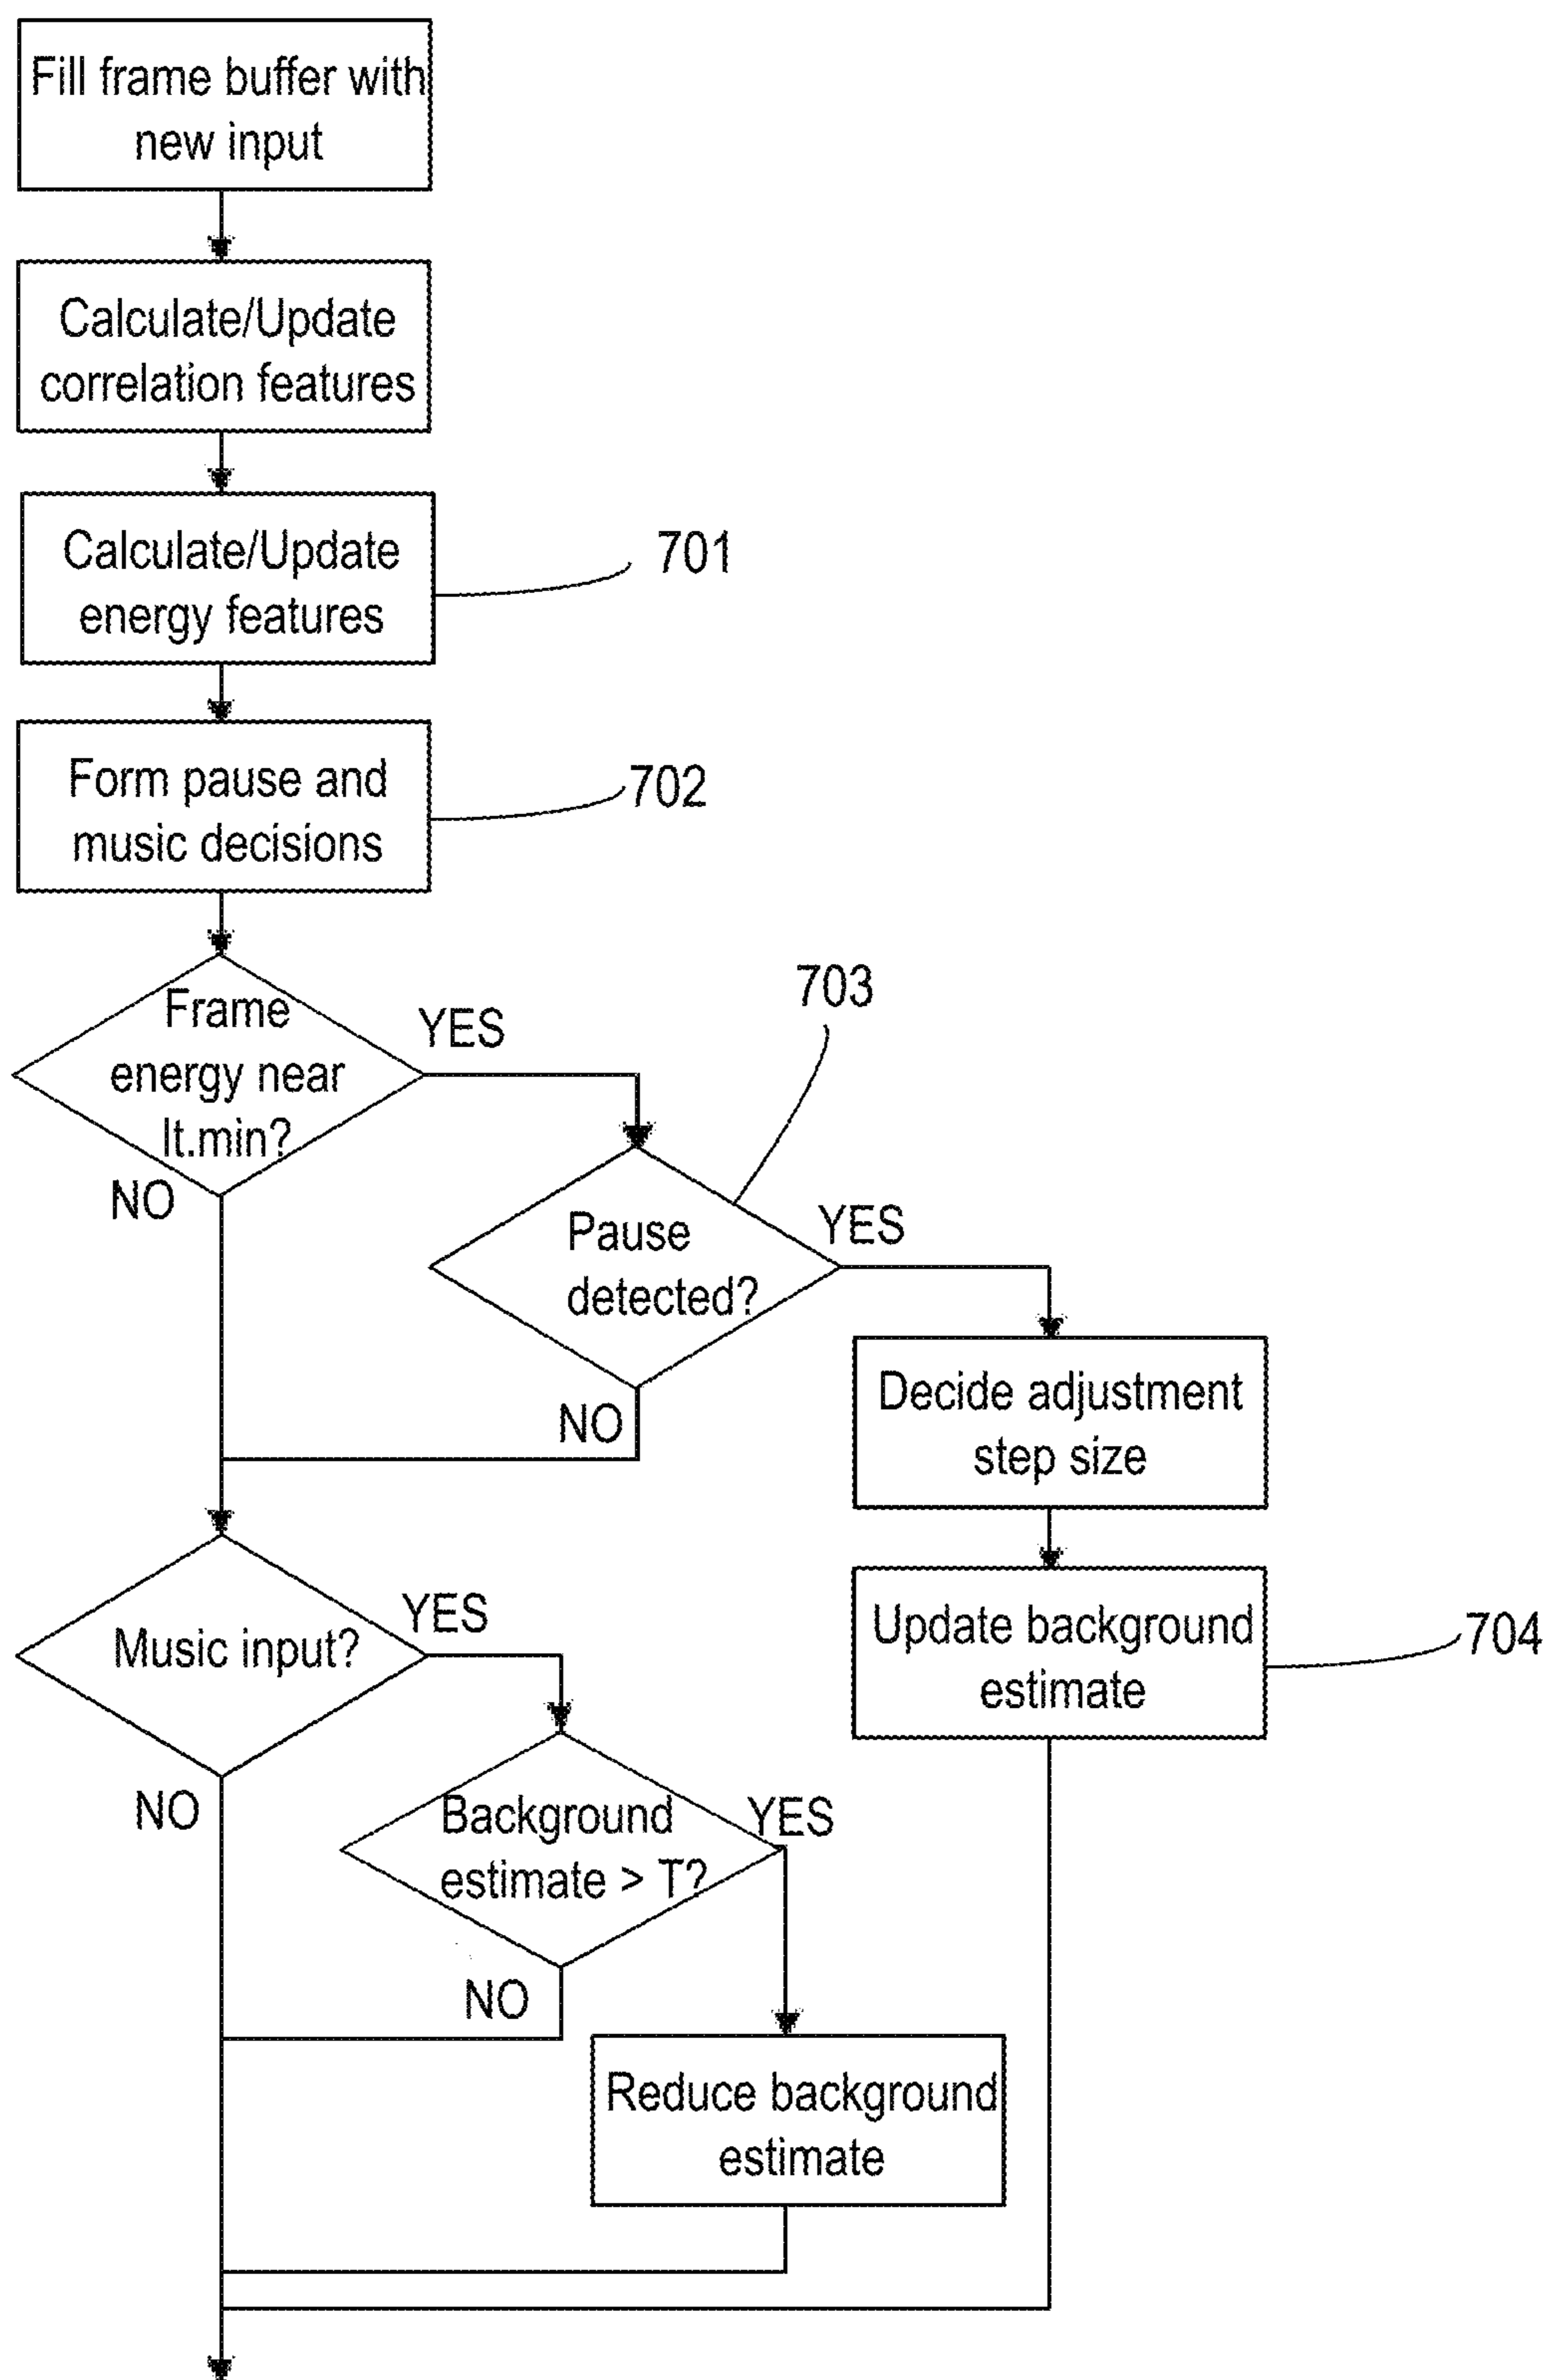 Fill frame buffer with
new input
Calculate/Update
correlation features
Calculate/Update
energy features
701
Form pause and
music decisions
702
Frame
energy near
lt.min?
YES
NO
703
Pause
detected?
YES
NO
Decide adjustment
step size
Update background
estimate
704
Music input?
YES
NO
Background
estimate > T?
YES
NO
Reduce background
estimate